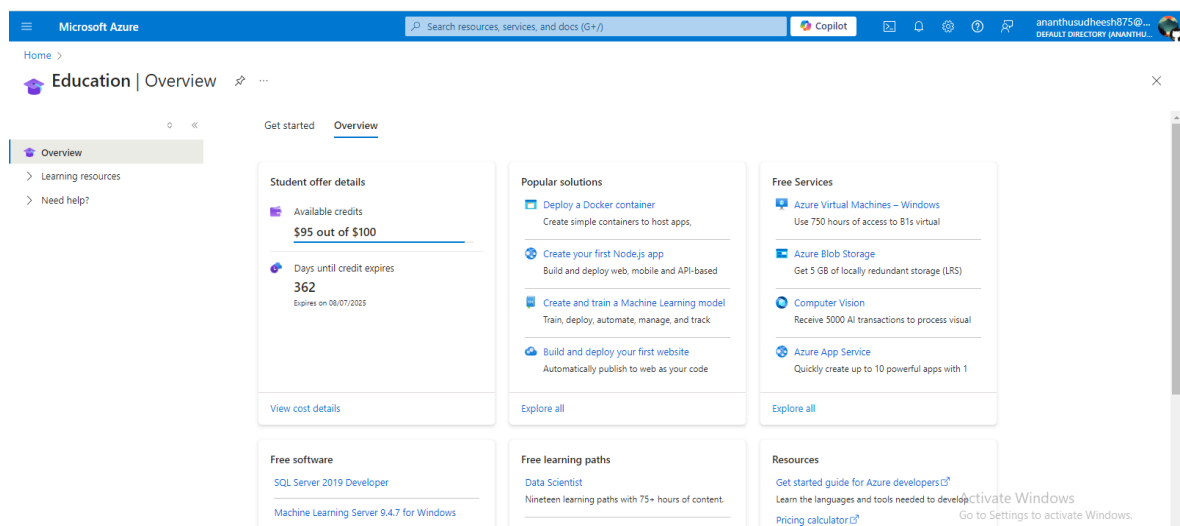 Microsoft Azure
Search resources, services, and docs (G+/)
Copilot
ananthusudheesh875@...
DEFAULT DIRECTORY (ANANTHU...
Home >
Education | Overview
...
Get started
Overview
Overview
Learning resources
Need help?
Student offer details
Available credits
$95 out of $100
Days until credit expires
362
Expires on 08/07/2025
View cost details
Popular solutions
Deploy a Docker container
Create simple containers to host apps,
Create your first Node.js app
Build and deploy web, mobile and API-based
Create and train a Machine Learning model
Train, deploy, automate, manage, and track
Build and deploy your first website
Automatically publish to web as your code
Explore all
Free Services
Azure Virtual Machines – Windows
Use 750 hours of access to B1s virtual
Azure Blob Storage
Get 5 GB of locally redundant storage (LRS)
Computer Vision
Receive 5000 AI transactions to process visual
Azure App Service
Quickly create up to 10 powerful apps with 1
Explore all
Free software
SQL Server 2019 Developer
Machine Learning Server 9.4.7 for Windows
Free learning paths
Data Scientist
Nineteen learning paths with 75+ hours of content.
Resources
Get started guide for Azure developers
Learn the languages and tools needed to develop
Pricing calculator
Activate Windows
Go to Settings to activate Windows.